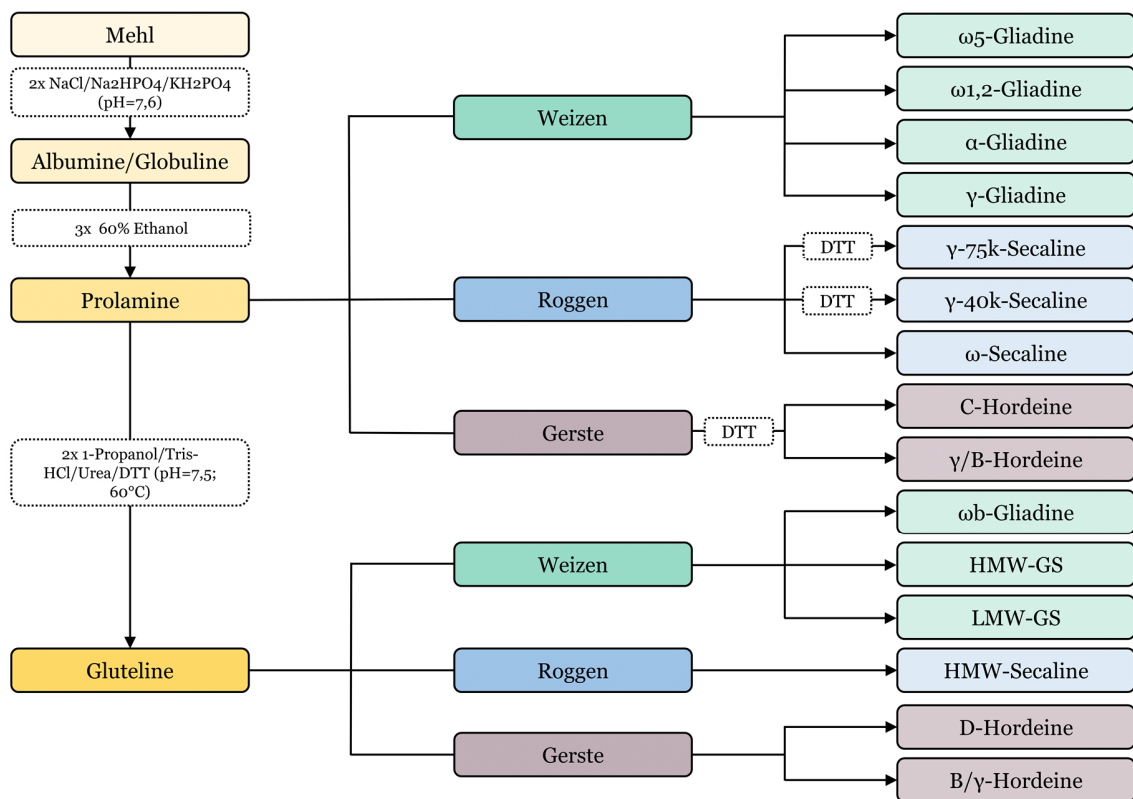 Mehl
2x NaCl/Na2HPO4/KH2PO4
(pH=7,6)
Albumine/Globuline
3x 60% Ethanol
Prolamine
2x 1-Propanol/Tris-
HCl/Urea/DTT (pH=7,5;
60°C)
Gluteline
Weizen
ω5-Gliadine
ω1,2-Gliadine
α-Gliadine
γ-Gliadine
Roggen
DTT
γ-75k-Secaline
DTT
γ-40k-Secaline
ω-Secaline
Gerste
DTT
C-Hordeine
γ/B-Hordeine
Weizen
ωb-Gliadine
HMW-GS
LMW-GS
Roggen
HMW-Secaline
Gerste
D-Hordeine
B/γ-Hordeine